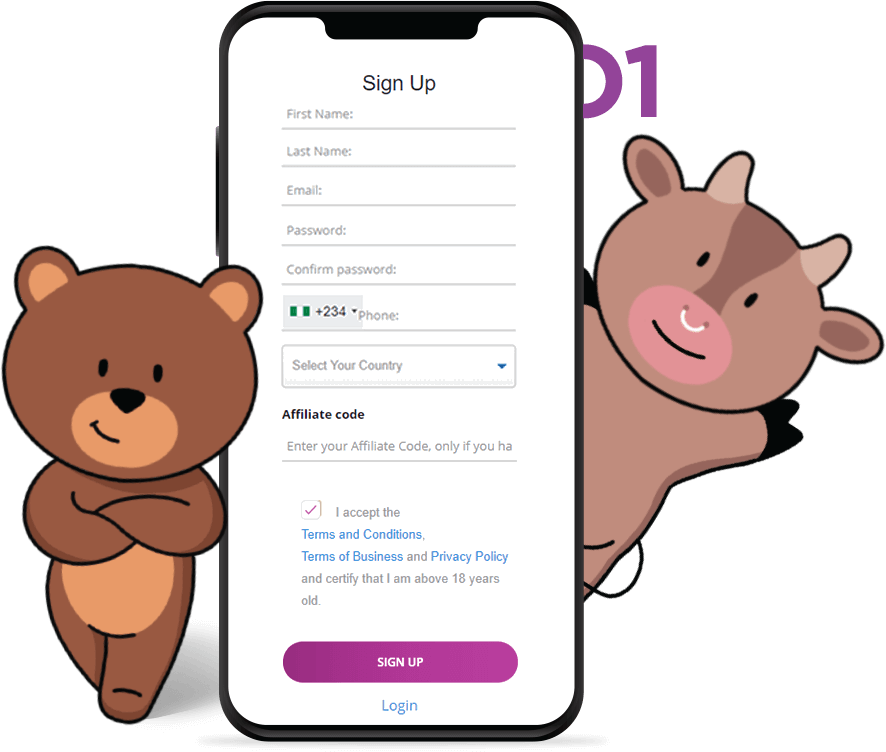 01
Sign Up
First Name:
Last Name:
Email:
Password:
Confirm password:
+234
Phone:
Select Your Country
Affiliate code
Enter your Affiliate Code, only if you ha
I accept the
Terms and Conditions,
Terms of Business and Privacy Policy
and certify that I am above 18 years
old.
SIGN UP
Login